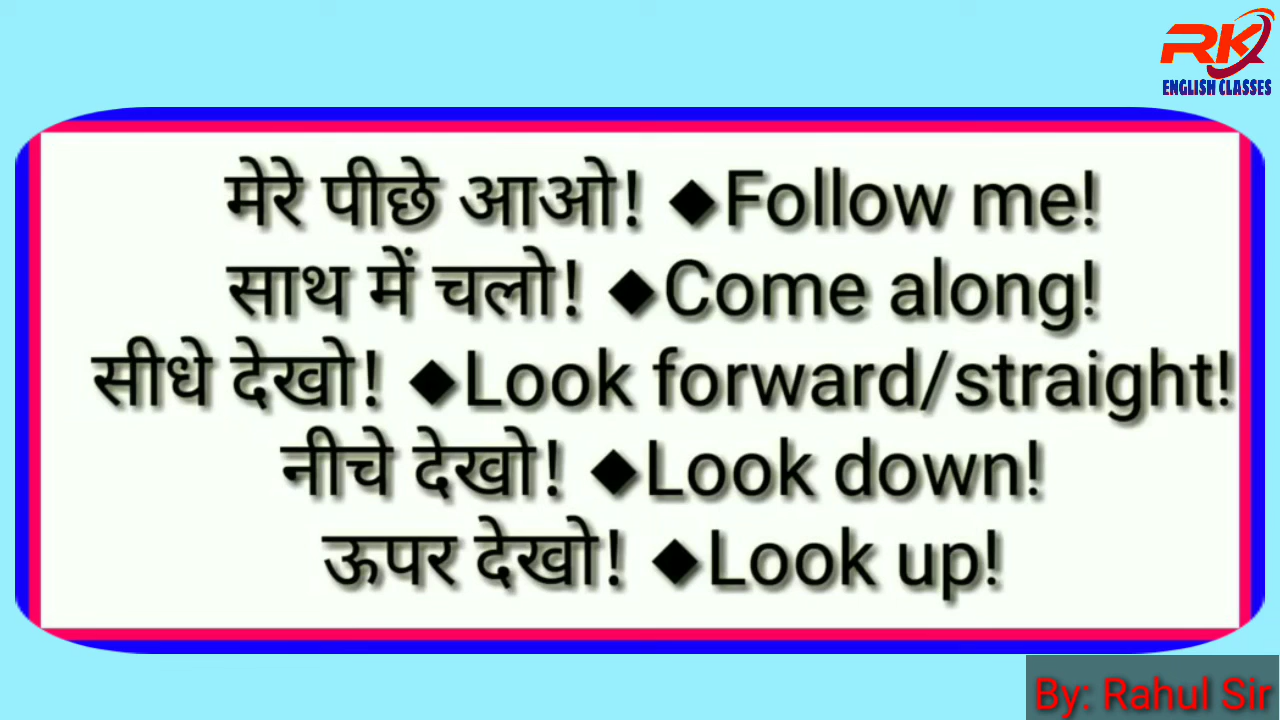 RK
ENGLISH CLASSES
मेरे पीछे आओ! ◆Follow me!
साथ में चलो! ◆Come along!
सीधे देखो! ◆Look forward/straight!
नीचे देखो! ◆Look down!
ऊपर देखो! ◆Look up!
By: Rahul Sir